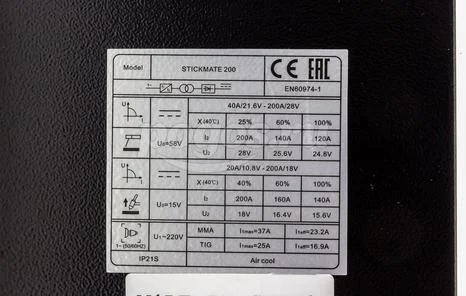 Model STICKMATE 200 CE EAC
EN60974-1
40A/21.6V - 200A/28V
X (40℃) 25% 60% 100%
I₂ 200A 140A 120A
U₀=58V U₂ 28V 25.6V 24.8V
20A/10.8V - 200A/18V
X (40℃) 40% 60% 100%
I₂ 200A 160A 140A
U₀=15V U₂ 18V 16.4V 15.6V
U₁~220V MMA I₁max=37A I₁eff=23.2A
1~ (50/60HZ) TIG I₁max=25A I₁eff=16.9A
IP21S Air cool